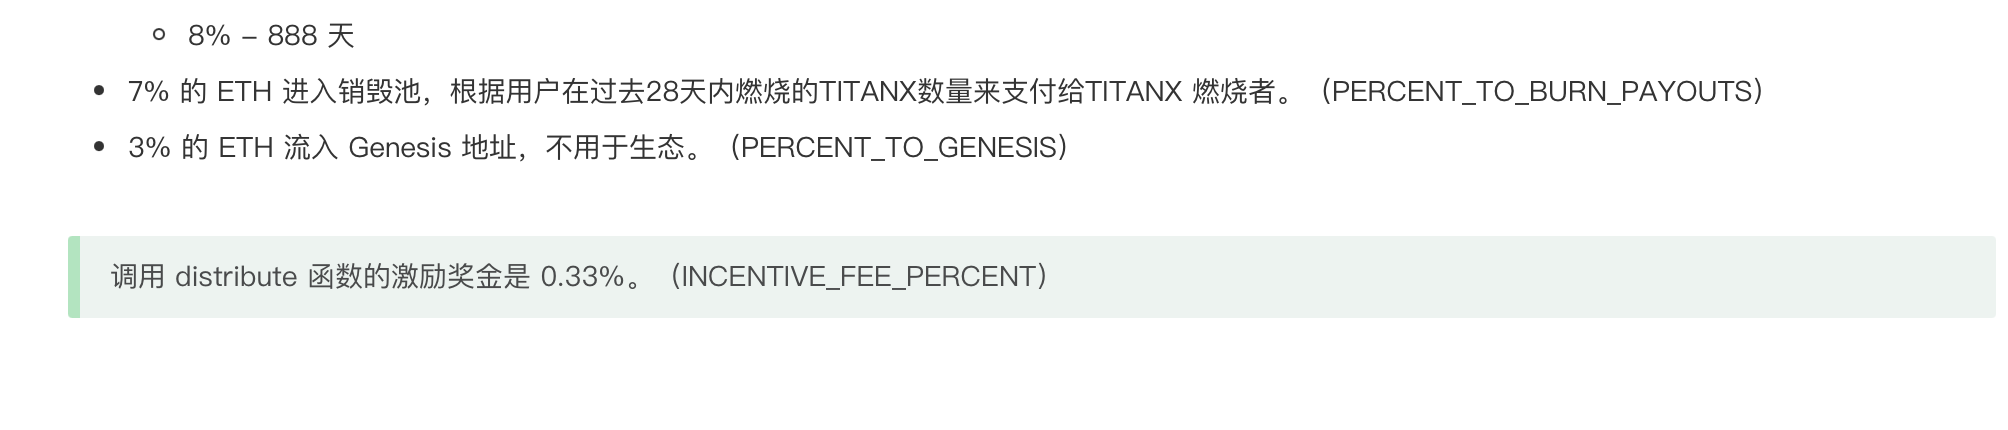 8% – 888 天
7% 的 ETH 进入销毁池，根据用户在过去28天内燃烧的TITANX数量来支付给TITANX 燃烧者。（PERCENT_TO_BURN_PAYOUTS）
3% 的 ETH 流入 Genesis 地址，不用于生态。（PERCENT_TO_GENESIS）
调用 distribute 函数的激励奖金是 0.33%。（INCENTIVE_FEE_PERCENT）